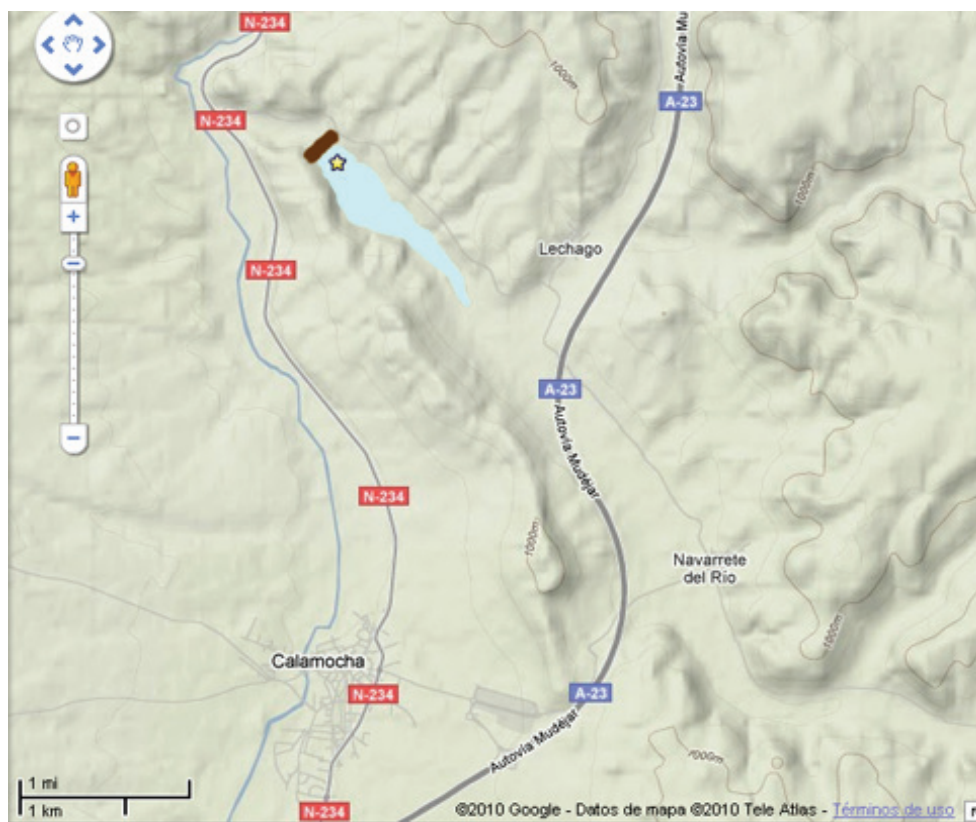 N-234
Autovía Mu
1000m
A-23
N-234
1000m
Lechago
N-234
A-23
Autovía Mudéjar
N-234
1000m
Navarrete
del Río
1000m
Calamocha
N-234
A-23
Autovía Mudéjar
1000m
1 mi
1 km
N-234
©2010 Google - Datos de mapa ©2010 Tele Atlas - Términos de uso